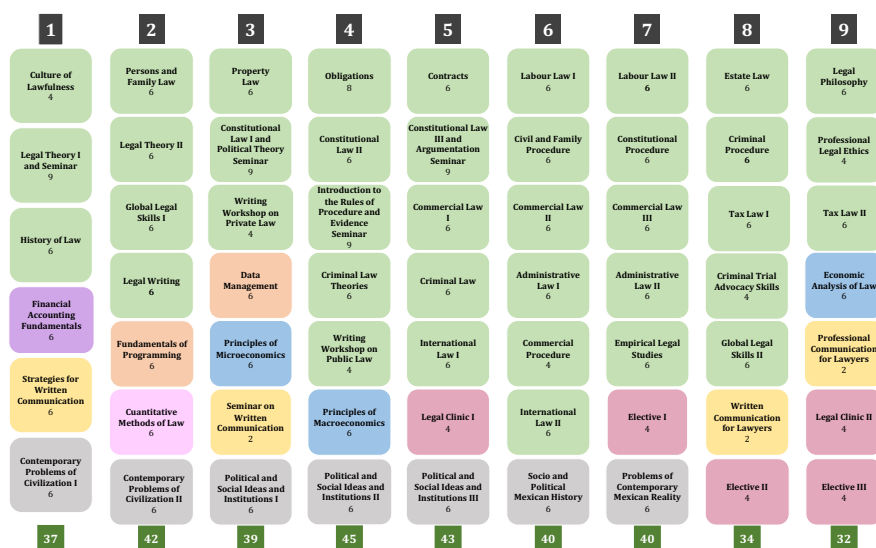 1
2
3
4
5
6
7
8
9
Culture of
Lawfulness
4
Persons and
Family Law
6
Property
Law
6
Obligations
8
Contracts
6
Labour Law I
6
Labour Law II
6
Estate Law
6
Legal
Philosophy
6
Legal Theory I
and Seminar
9
Legal Theory II
6
Constitutional
Law I and
Political Theory
Seminar
9
Constitutional
Law II
6
Constitutional Law
III and
Argumentation
Seminar
9
Civil and Family
Procedure
6
Constitutional
Procedure
6
Criminal
Procedure
6
Professional
Legal Ethics
4
History of Law
6
Global Legal
Skills I
6
Writing
Workshop on
Private Law
4
Introduction to
the Rules of
Procedure and
Evidence
Seminar
9
Commercial Law
I
6
Commercial Law
II
6
Commercial Law
III
6
Tax Law I
6
Tax Law II
6
Financial
Accounting
Fundamentals
6
Legal Writing
6
Data
Management
6
Criminal Law
Theories
6
Criminal Law
6
Administrative
Law I
6
Administrative
Law II
6
Criminal Trial
Advocacy Skills
4
Economic
Analysis of Law
6
Strategies for
Written
Communication
6
Fundamentals of
Programming
6
Principles of
Microeconomics
6
Writing
Workshop on
Public Law
4
International
Law I
6
Commercial
Procedure
4
Empirical Legal
Studies
6
Global Legal
Skills II
6
Professional
Communication
for Lawyers
2
Quantitative
Methods of Law
6
Seminar on
Written
Communication
2
Principles of
Macroeconomics
6
Legal Clinic I
4
International
Law II
6
Elective I
4
Written
Communication
for Lawyers
2
Legal Clinic II
4
Contemporary
Problems of
Civilization I
6
Contemporary
Problems of
Civilization II
6
Political and
Social Ideas and
Institutions I
6
Political and
Social Ideas and
Institutions II
6
Political and
Social Ideas and
Institutions III
6
Socio and
Political
Mexican History
6
Problems of
Contemporary
Mexican Reality
6
Elective II
4
Elective III
4
37
42
39
45
43
40
40
34
32